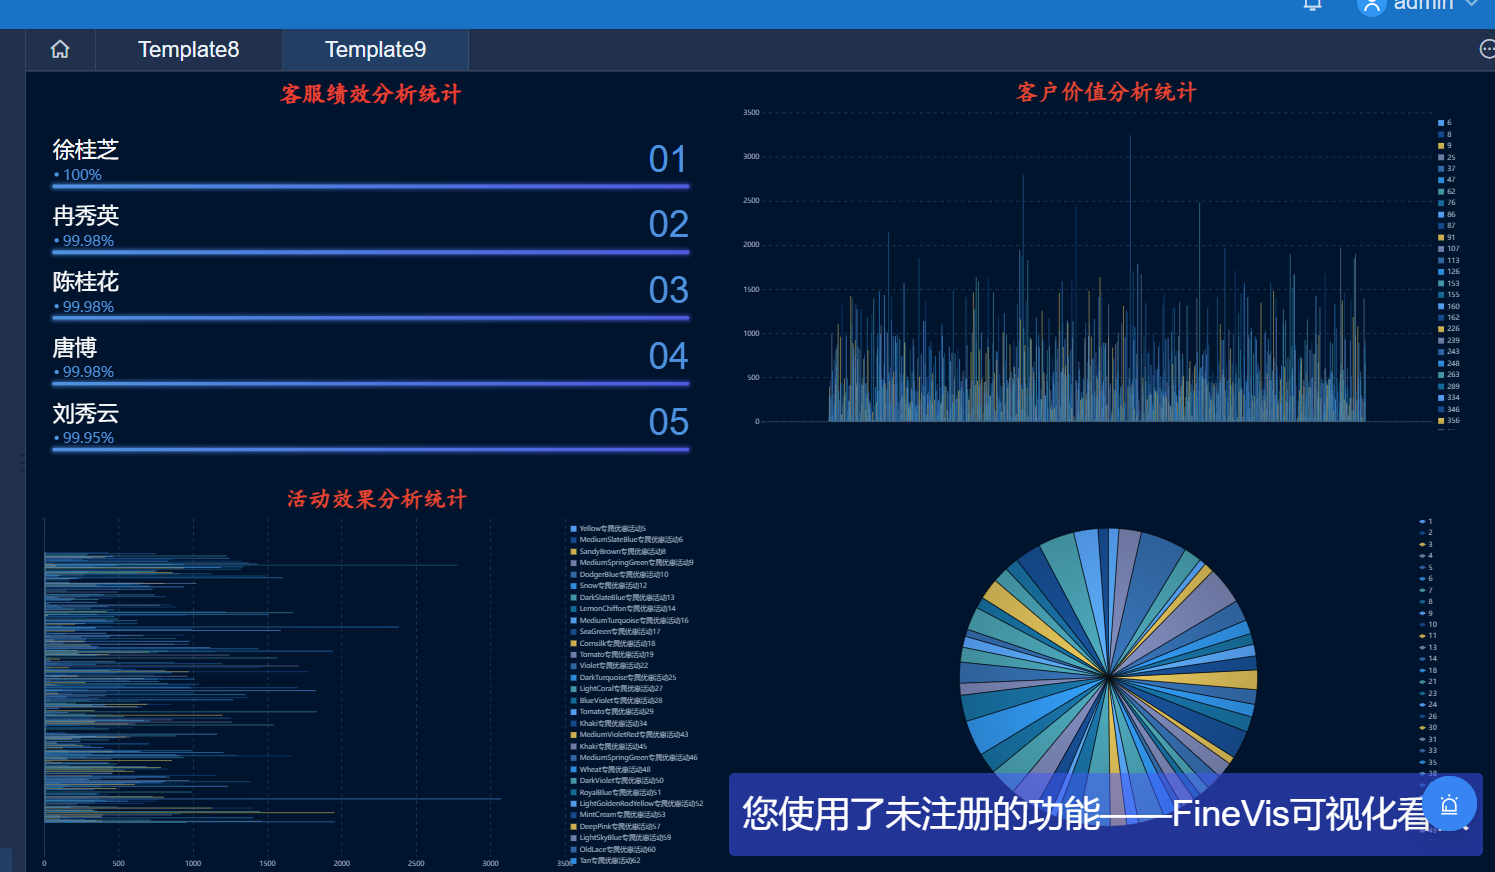 admin
Template8
Template9
客服绩效分析统计
徐桂芝
01
• 100%
冉秀英
02
• 99.98%
陈桂花
03
• 99.98%
唐博
04
• 99.98%
刘秀云
05
• 99.95%
客户价值分析统计
3500
3000
2500
2000
1500
1000
500
0
6
8
9
25
37
47
62
76
86
87
91
107
113
126
153
155
160
162
226
239
243
248
263
289
334
346
356
活动效果分析统计
0
500
1000
1500
2000
2500
3000
3500
Yellow专属优惠活动5
MediumSlateBlue专属优惠活动6
SandyBrown专属优惠活动8
MediumSpringGreen专属优惠活动9
DodgerBlue专属优惠活动10
Snow专属优惠活动12
DarkSlateBlue专属优惠活动13
LemonChiffon专属优惠活动14
MediumTurquoise专属优惠活动16
SeaGreen专属优惠活动17
Cornsilk专属优惠活动18
Tomato专属优惠活动19
Violet专属优惠活动22
DarkTurquoise专属优惠活动25
LightCoral专属优惠活动27
BlueViolet专属优惠活动28
Tomato专属优惠活动29
Khaki专属优惠活动34
MediumVioletRed专属优惠活动43
Khaki专属优惠活动45
MediumSpringGreen专属优惠活动46
Wheat专属优惠活动48
DarkViolet专属优惠活动50
RoyalBlue专属优惠活动51
LightGoldenRodYellow专属优惠活动52
MintCream专属优惠活动53
DeepPink专属优惠活动57
LightSkyBlue专属优惠活动59
OldLace专属优惠活动60
Tan专属优惠活动62
1
2
3
4
5
6
7
8
9
10
11
13
14
18
21
23
24
26
30
31
33
35
38
您使用了未注册的功能——FineVis可视化看